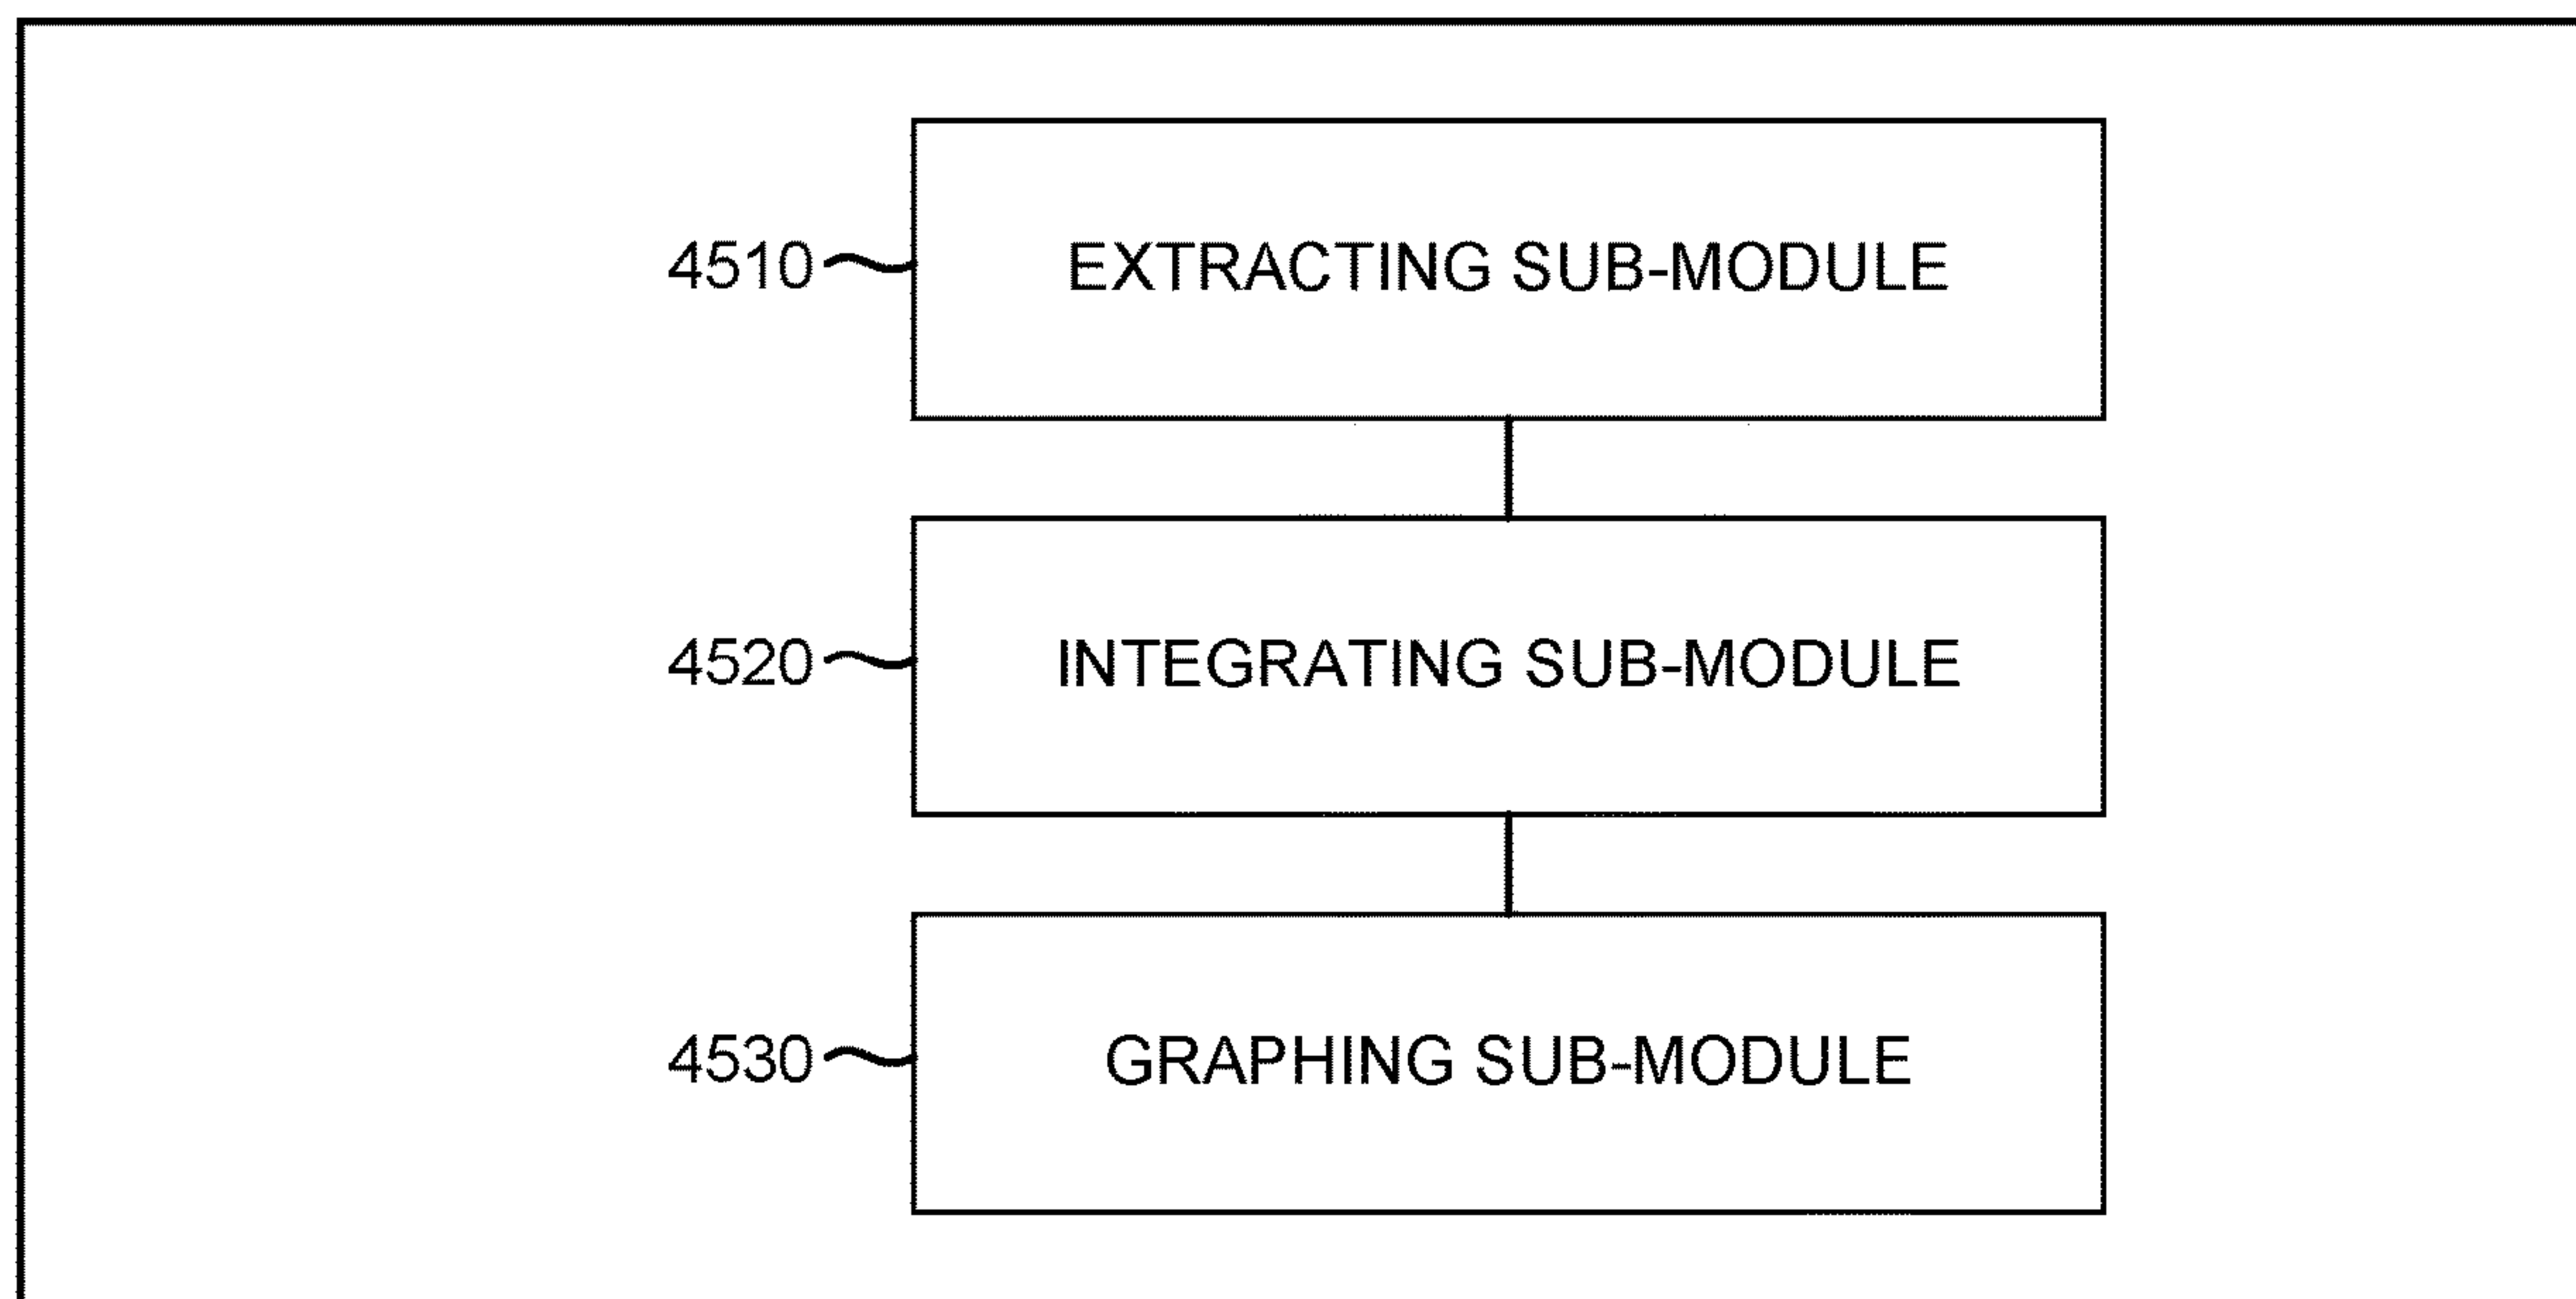 4510 EXTRACTING SUB-MODULE
4520 INTEGRATING SUB-MODULE
4530 GRAPHING SUB-MODULE